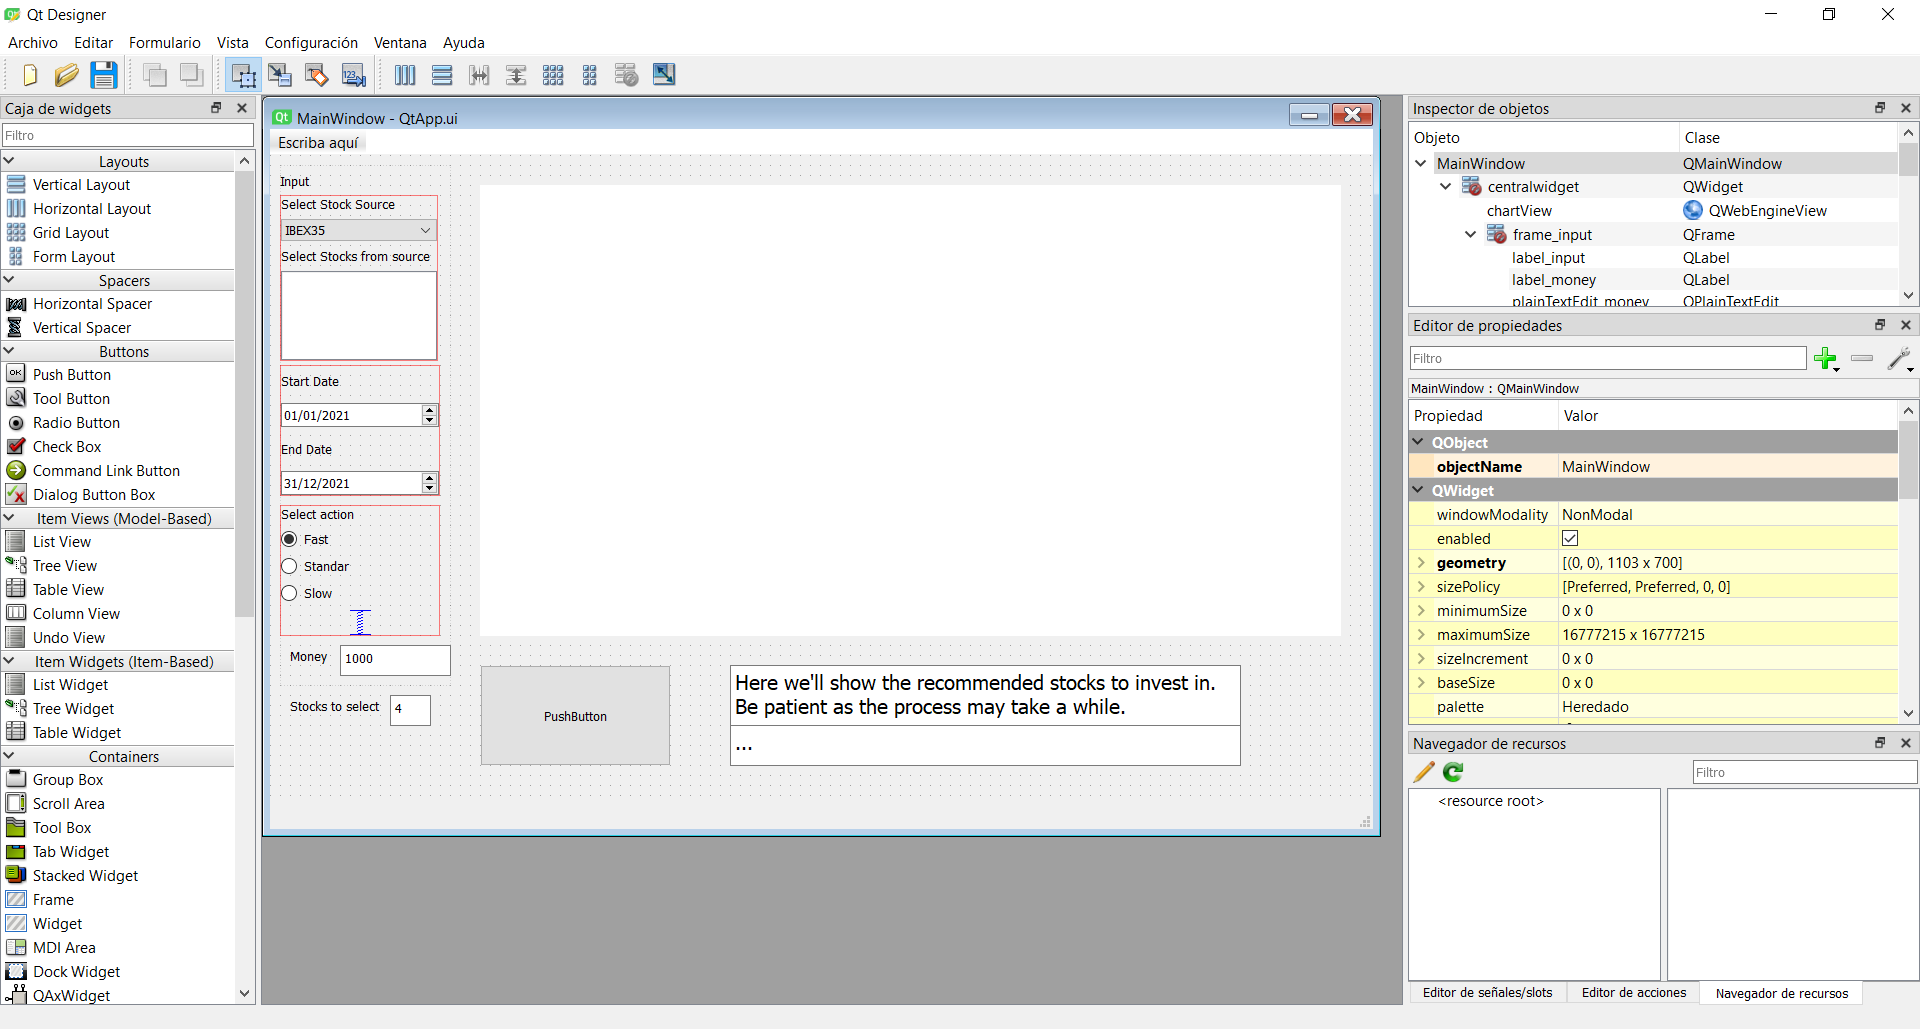 Qt Designer
Archivo Editar Formulario Vista Configuración Ventana Ayuda
Caja de widgets
Filtro
Layouts
Vertical Layout
Horizontal Layout
Grid Layout
Form Layout
Spacers
Horizontal Spacer
Vertical Spacer
Buttons
Push Button
Tool Button
Radio Button
Check Box
Command Link Button
Dialog Button Box
Item Views (Model-Based)
List View
Tree View
Table View
Column View
Undo View
Item Widgets (Item-Based)
List Widget
Tree Widget
Table Widget
Containers
Group Box
Scroll Area
Tool Box
Tab Widget
Stacked Widget
Frame
Widget
MDI Area
Dock Widget
QAxWidget
Qt MainWindow - QtApp.ui
Escriba aquí
Input
Select Stock Source
IBEX35
Select Stocks from source
Start Date
01/01/2021
End Date
31/12/2021
Select action
Fast
Standar
Slow
Money 1000
Stocks to select 4
PushButton
Here we'll show the recommended stocks to invest in.
Be patient as the process may take a while.
...
Inspector de objetos
Objeto Clase
MainWindow QMainWindow
centralwidget QWidget
chartView QWebEngineView
frame_input QFrame
label_input QLabel
label_money QLabel
plainTextEdit_money QPlainTextEdit
Editor de propiedades
Filtro
MainWindow : QMainWindow
Propiedad Valor
QObject
objectName MainWindow
QWidget
windowModality NonModal
enabled
geometry [(0, 0), 1103 x 700]
sizePolicy [Preferred, Preferred, 0, 0]
minimumSize 0 x 0
maximumSize 16777215 x 16777215
sizeIncrement 0 x 0
baseSize 0 x 0
palette Heredado
Navegador de recursos
Filtro
<resource root>
Editor de señales/slots Editor de acciones Navegador de recursos